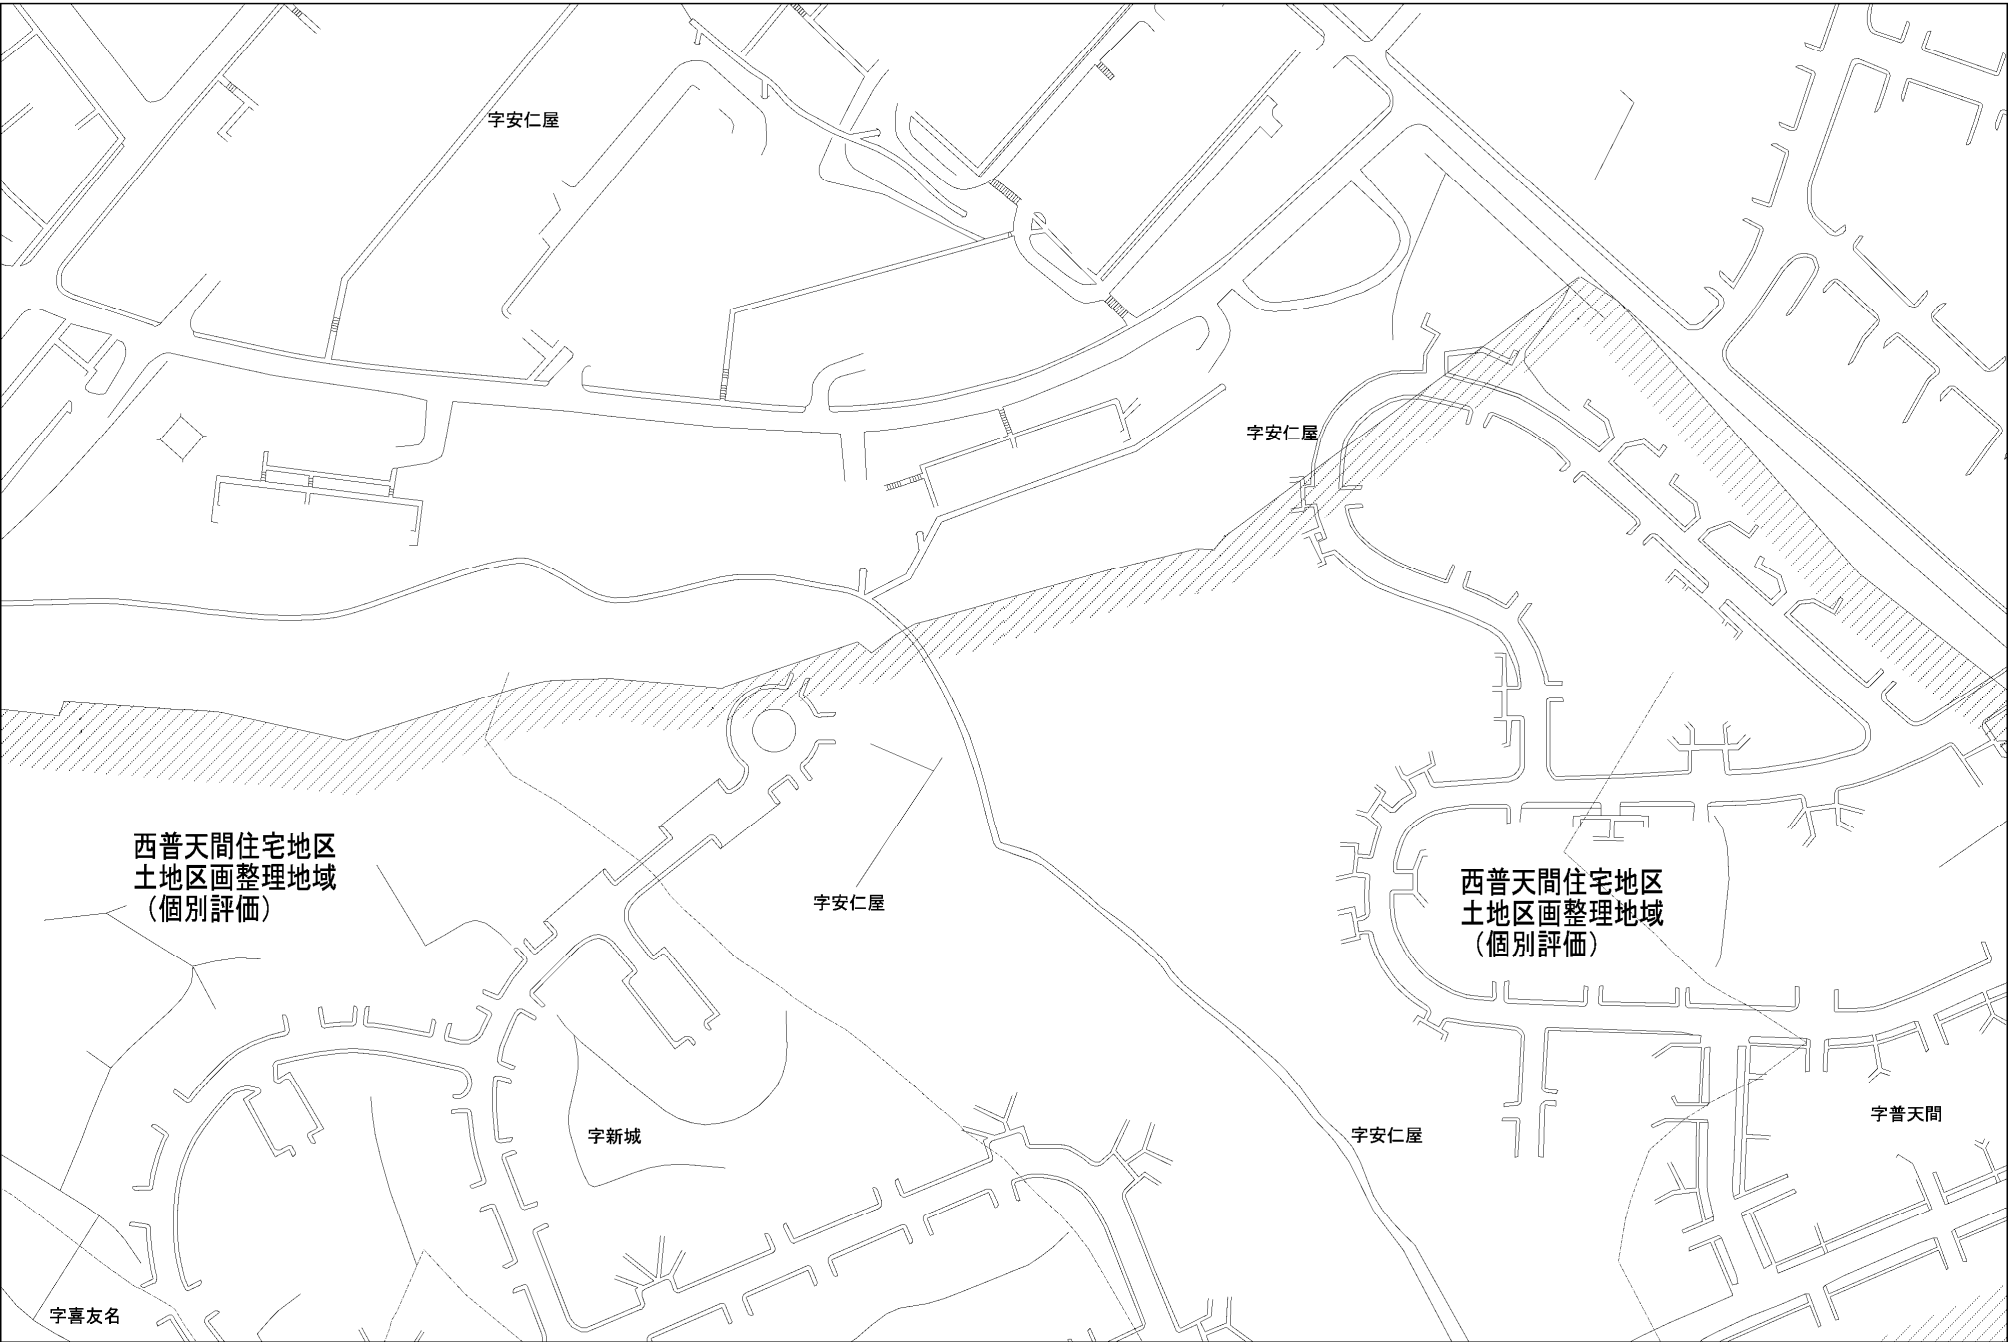 字安仁屋
字安仁屋
西普天間住宅地区
土地区画整理地域
（個別評価）
西普天間住宅地区
土地区画整理地域
（個別評価）
字安仁屋
字普天間
字新城
字安仁屋
字喜友名